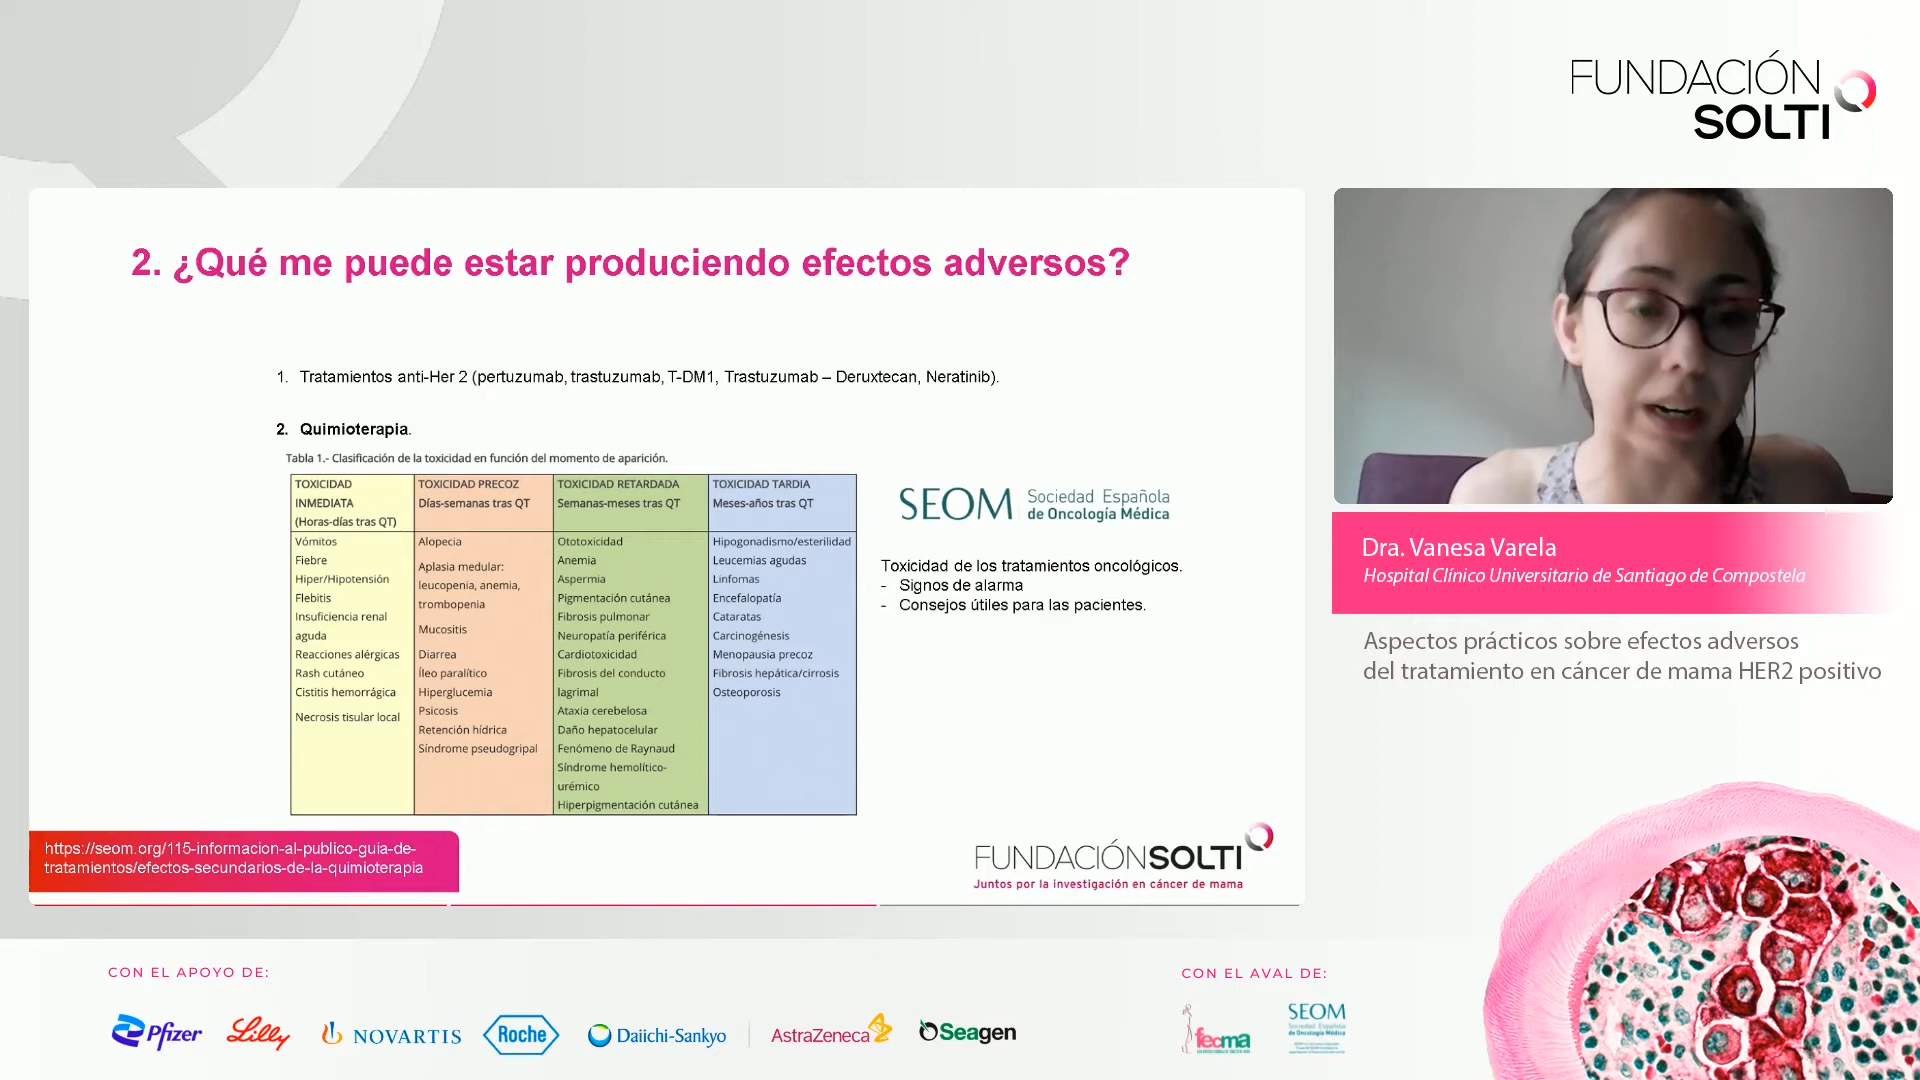 FUNDACIÓN
SOLTI
2. ¿Qué me puede estar produciendo efectos adversos?
1. Tratamientos anti-Her 2 (pertuzumab, trastuzumab, T-DM1, Trastuzumab – Deruxtecan, Neratinib).
2. Quimioterapia.
Tabla 1.- Clasificación de la toxicidad en función del momento de aparición.
TOXICIDAD
INMEDIATA
(Horas-días tras QT)
Vómitos
Fiebre
Hiper/Hipotensión
Flebitis
Insuficiencia renal
aguda
Reacciones alérgicas
Rash cutáneo
Cistitis hemorrágica
Necrosis tisular local
TOXICIDAD PRECOZ
Días-semanas tras QT
Alopecia
Aplasia medular:
leucopenia, anemia,
trombopenia
Mucositis
Diarrea
Íleo paralítico
Hiperglucemia
Psicosis
Retención hídrica
Síndrome pseudogripal
TOXICIDAD RETARDADA
Semanas-meses tras QT
Ototoxicidad
Anemia
Aspermia
Pigmentación cutánea
Fibrosis pulmonar
Neuropatía periférica
Cardiotoxicidad
Fibrosis del conducto
lagrimal
Ataxia cerebelosa
Daño hepatocelular
Fenómeno de Raynaud
Síndrome hemolítico-
urémico
Hiperpigmentación cutánea
TOXICIDAD TARDIA
Meses-años tras QT
Hipogonadismo/esterilidad
Leucemias agudas
Linfomas
Encefalopatía
Cataratas
Carcinogénesis
Menopausia precoz
Fibrosis hepática/cirrosis
Osteoporosis
SEOM Sociedad Española
de Oncología Médica
Toxicidad de los tratamientos oncológicos.
- Signos de alarma
- Consejos útiles para las pacientes.
https://seom.org/115-informacion-al-publico-guia-de-
tratamientos/efectos-secundarios-de-la-quimioterapia
FUNDACIÓNSOLTI
Juntos por la investigación en cáncer de mama
Dra. Vanesa Varela
Hospital Clínico Universitario de Santiago de Compostela
Aspectos prácticos sobre efectos adversos
del tratamiento en cáncer de mama HER2 positivo
CON EL APOYO DE:
Pfizer
Lilly
NOVARTIS
Roche
Daiichi-Sankyo
AstraZeneca
Seagen
CON EL AVAL DE:
fecma
SEOM
Sociedad Española
de Oncología Médica